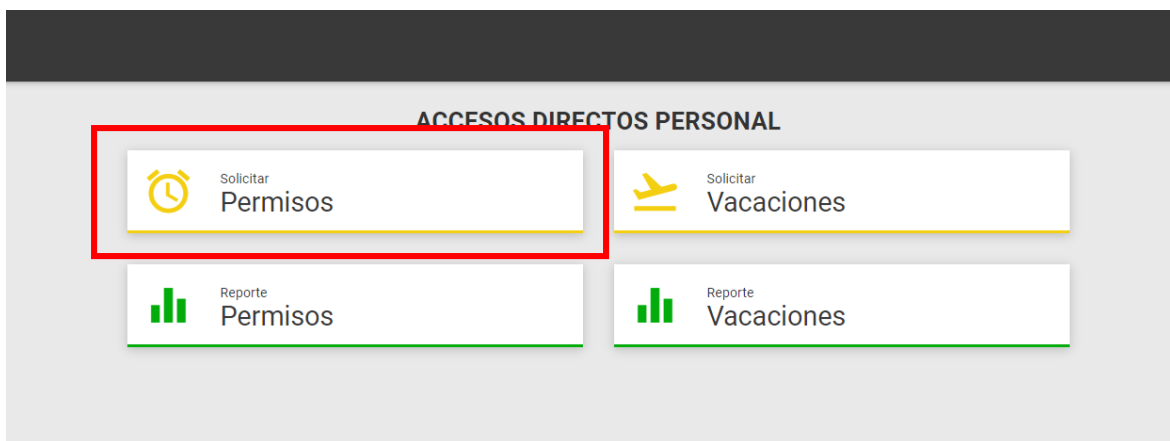 ACCESOS DIRECTOS PERSONAL
Solicitar
Permisos
Solicitar
Vacaciones
Reporte
Permisos
Reporte
Vacaciones